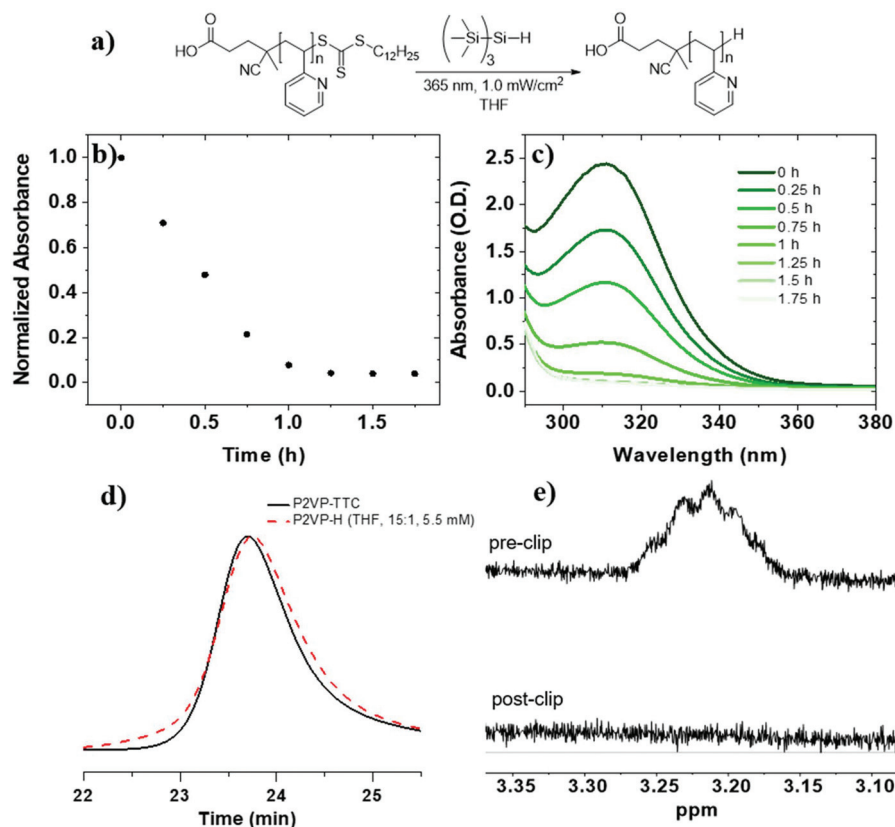 a)
HO
O
NC
n
N
S
S
S
C12H25
Si
3
Si—H
365 nm, 1.0 mW/cm2
THF
HO
O
NC
H
n
N
b)
Normalized Absorbance
1.0
0.8
0.6
0.4
0.2
0.0
0.0 0.5 1.0 1.5
Time (h)
c)
Absorbance (O.D.)
2.5
2.0
1.5
1.0
0.5
0.0
0 h
0.25 h
0.5 h
0.75 h
1 h
1.25 h
1.5 h
1.75 h
300 320 340 360 380
Wavelength (nm)
d)
P2VP-TTC
P2VP-H (THF, 15:1, 5.5 mM)
22 23 24 25
Time (min)
e)
pre-clip
post-clip
3.35 3.30 3.25 3.20 3.15 3.10
ppm